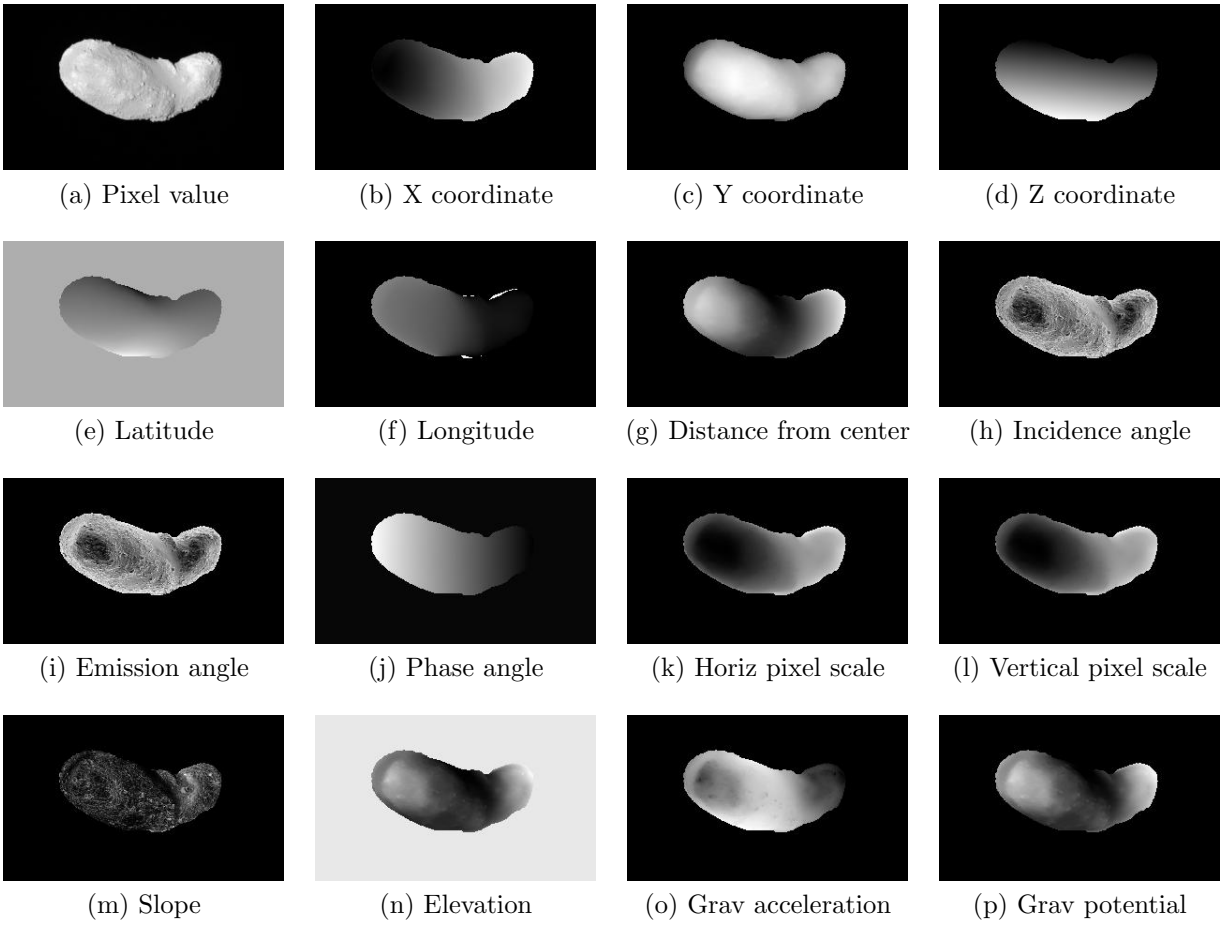 (a) Pixel value
(b) X coordinate
(c) Y coordinate
(d) Z coordinate
(e) Latitude
(f) Longitude
(g) Distance from center
(h) Incidence angle
(i) Emission angle
(j) Phase angle
(k) Horiz pixel scale
(l) Vertical pixel scale
(m) Slope
(n) Elevation
(o) Grav acceleration
(p) Grav potential